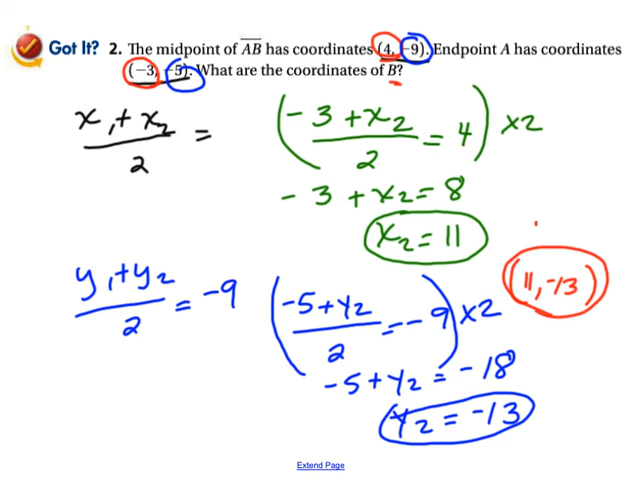 Got It? 2. The midpoint of AB has coordinates (4, −9). Endpoint A has coordinates
(−3, −5). What are the coordinates of B?
x₁ + x₂ / 2 =
(−3 + x₂ / 2 = 4) x2
−3 + x₂ = 8
x₂ = 11
y₁ + y₂ / 2 = −9
(−5 + y₂ / 2 = −9) x2
(11, −13)
−5 + y₂ = −18
y₂ = −13
Extend Page